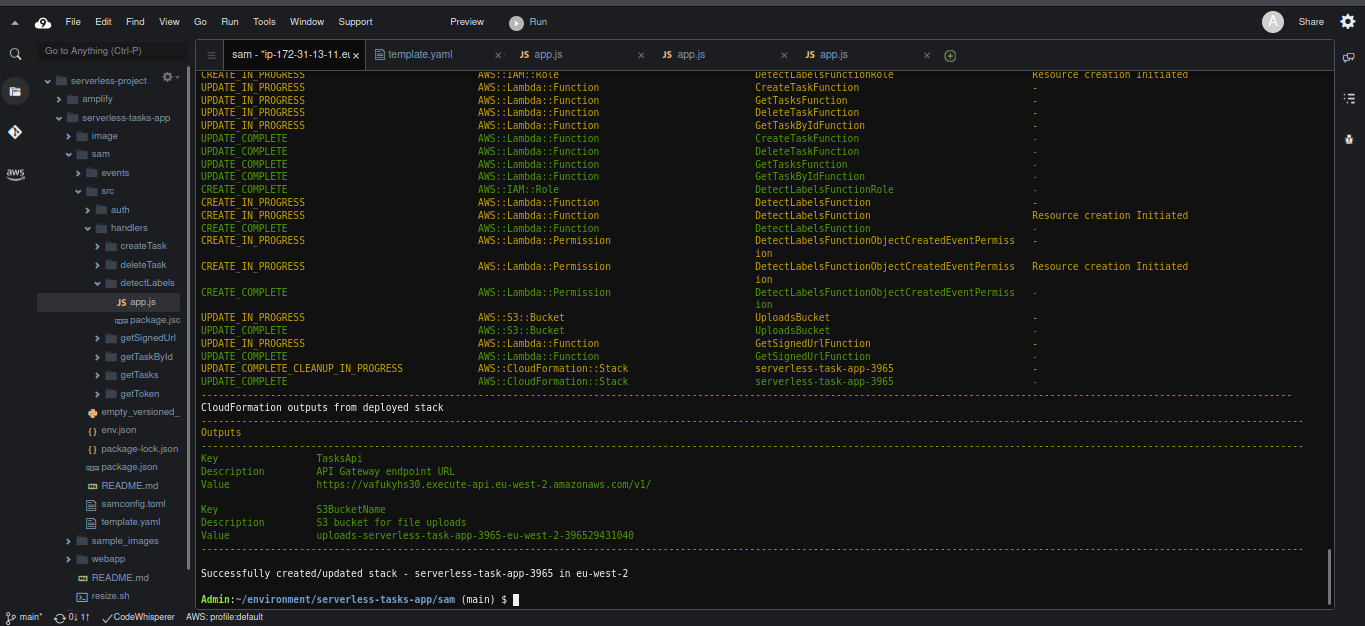 File Edit Find View Go Run Tools Window Support Preview Run A Share
Go to Anything (Ctrl-P)
sam - "ip-172-31-13-11.eu × template.yaml × JS app.js × JS app.js × JS app.js ×
serverless-project
amplify
serverless-tasks-app
image
sam
events
src
auth
handlers
createTask
deleteTask
detectLabels
JS app.js
package.jso
getSignedUrl
getTaskById
getTasks
getToken
empty_versioned_
{} env.json
{} package-lock.json
package.json
README.md
samconfig.toml
template.yaml
sample_images
webapp
README.md
resize.sh
aws
CREATE_IN_PROGRESS AWS::IAM::Role DetectLabelsFunctionRole Resource creation Initiated
UPDATE_IN_PROGRESS AWS::Lambda::Function CreateTaskFunction -
UPDATE_IN_PROGRESS AWS::Lambda::Function GetTasksFunction -
UPDATE_IN_PROGRESS AWS::Lambda::Function DeleteTaskFunction -
UPDATE_IN_PROGRESS AWS::Lambda::Function GetTaskByIdFunction -
UPDATE_COMPLETE AWS::Lambda::Function CreateTaskFunction -
UPDATE_COMPLETE AWS::Lambda::Function DeleteTaskFunction -
UPDATE_COMPLETE AWS::Lambda::Function GetTasksFunction -
UPDATE_COMPLETE AWS::Lambda::Function GetTaskByIdFunction -
CREATE_COMPLETE AWS::IAM::Role DetectLabelsFunctionRole -
CREATE_IN_PROGRESS AWS::Lambda::Function DetectLabelsFunction -
CREATE_IN_PROGRESS AWS::Lambda::Function DetectLabelsFunction Resource creation Initiated
CREATE_COMPLETE AWS::Lambda::Function DetectLabelsFunction -
CREATE_IN_PROGRESS AWS::Lambda::Permission DetectLabelsFunctionObjectCreatedEventPermiss -
ion
CREATE_IN_PROGRESS AWS::Lambda::Permission DetectLabelsFunctionObjectCreatedEventPermiss Resource creation Initiated
ion
CREATE_COMPLETE AWS::Lambda::Permission DetectLabelsFunctionObjectCreatedEventPermiss -
ion
UPDATE_IN_PROGRESS AWS::S3::Bucket UploadsBucket -
UPDATE_COMPLETE AWS::S3::Bucket UploadsBucket -
UPDATE_IN_PROGRESS AWS::Lambda::Function GetSignedUrlFunction -
UPDATE_COMPLETE AWS::Lambda::Function GetSignedUrlFunction -
UPDATE_COMPLETE_CLEANUP_IN_PROGRESS AWS::CloudFormation::Stack serverless-task-app-3965 -
UPDATE_COMPLETE AWS::CloudFormation::Stack serverless-task-app-3965 -
CloudFormation outputs from deployed stack
Outputs
Key TasksApi
Description API Gateway endpoint URL
Value https://vafukyhs30.execute-api.eu-west-2.amazonaws.com/v1/
Key S3BucketName
Description S3 bucket for file uploads
Value uploads-serverless-task-app-3965-eu-west-2-396529431040
Successfully created/updated stack - serverless-task-app-3965 in eu-west-2
Admin:~/environment/serverless-tasks-app/sam (main) $
main* 0↓ 1↑ CodeWhisperer AWS: profile:default